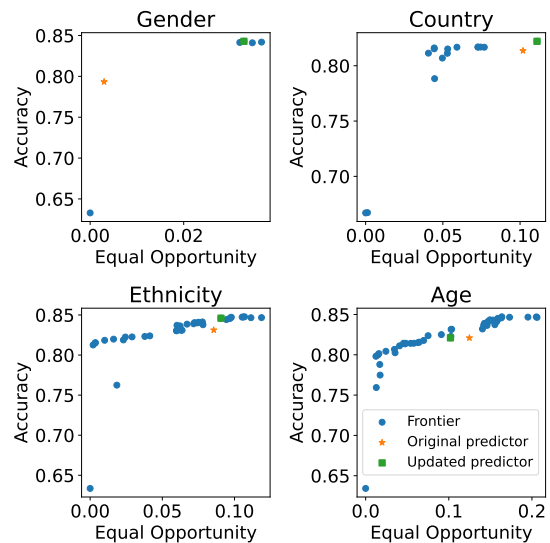 Gender
Accuracy
0.85
0.80
0.75
0.70
0.65
0.00
0.02
Equal Opportunity
Country
Accuracy
0.80
0.75
0.70
0.00
0.05
0.10
Equal Opportunity
Ethnicity
Accuracy
0.85
0.80
0.75
0.70
0.65
0.00
0.05
0.10
Equal Opportunity
Age
Accuracy
0.85
0.80
0.75
0.70
0.65
Frontier
Original predictor
Updated predictor
0.0
0.1
0.2
Equal Opportunity